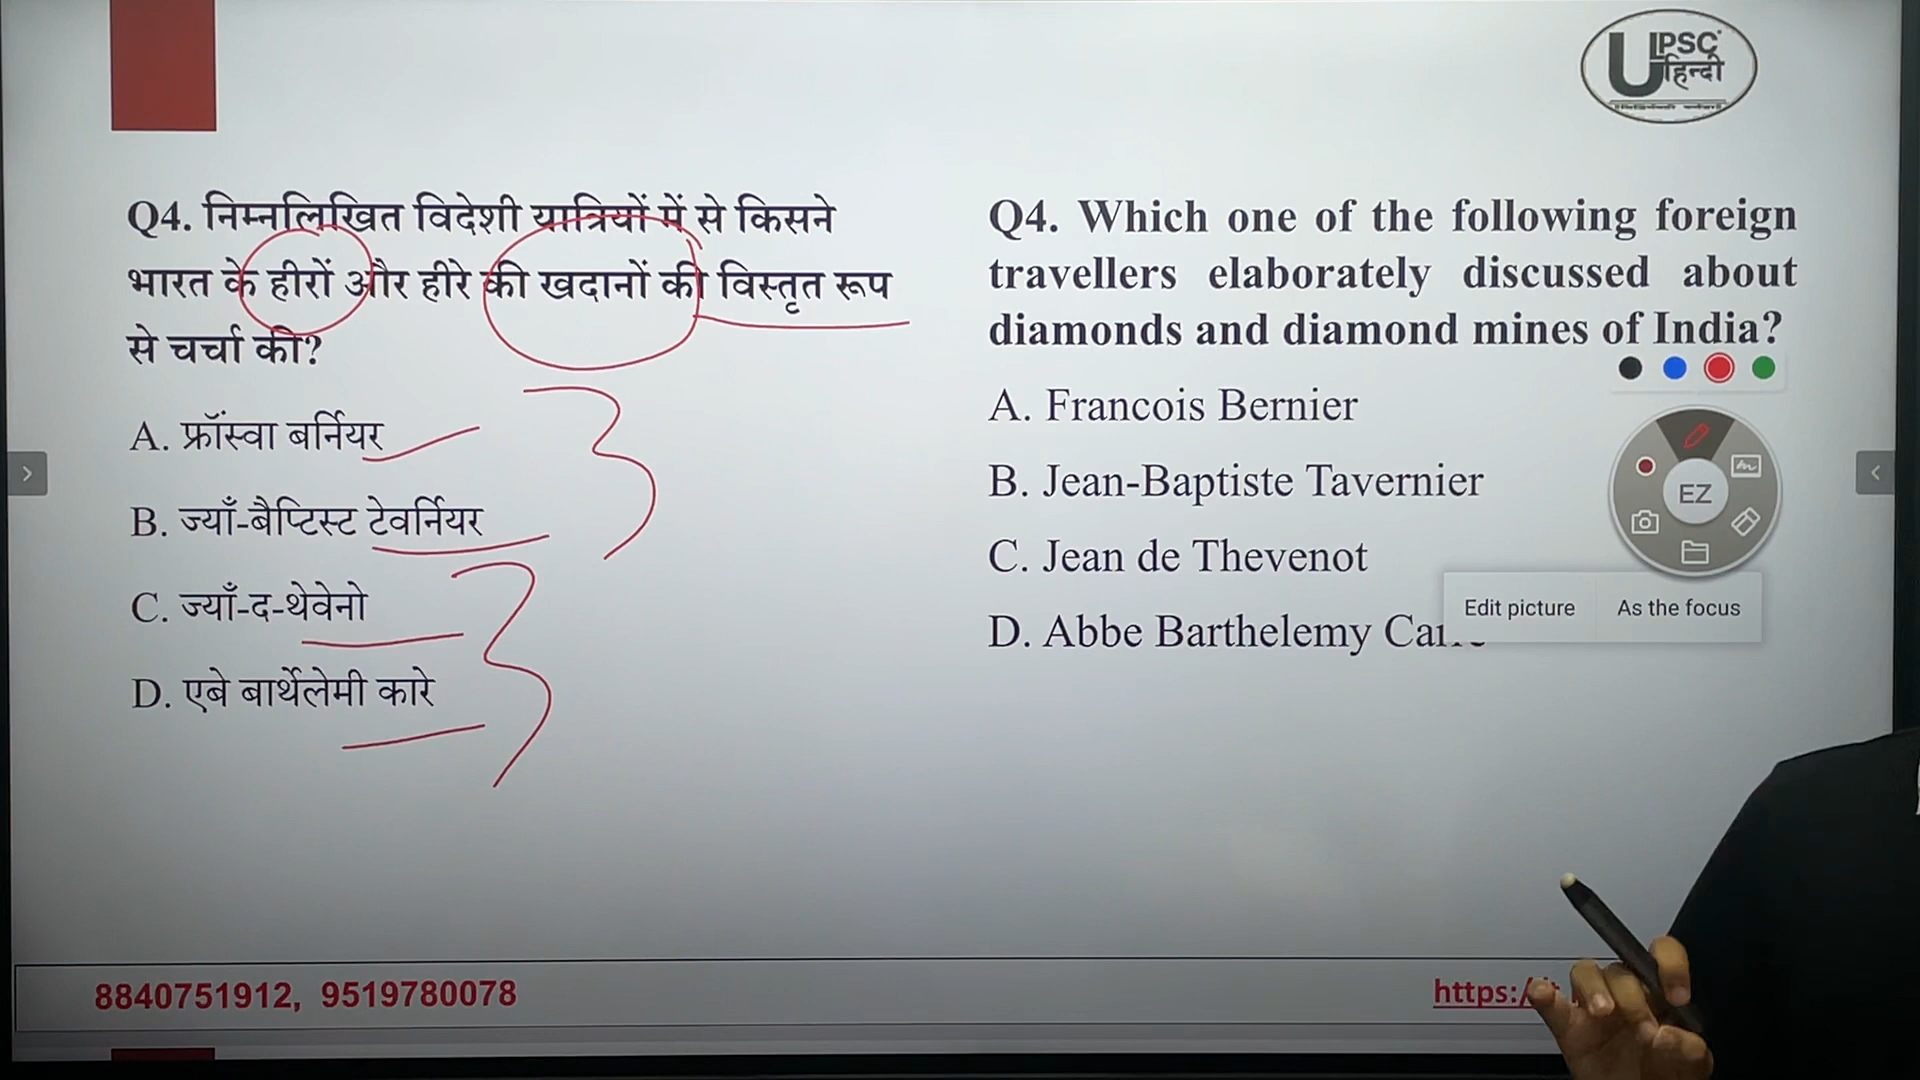 UPSC
हिन्दी
Q4. निम्नलिखित विदेशी यात्रियों में से किसने
भारत के हीरों और हीरे की खदानों की विस्तृत रूप
से चर्चा की?
A. फ्रॉंस्वा बर्नियर
B. ज्याँ-बैप्टिस्ट टेवर्नियर
C. ज्याँ-द-थेवेनो
D. एबे बार्थेलेमी कारे
Q4. Which one of the following foreign
travellers elaborately discussed about
diamonds and diamond mines of India?
A. Francois Bernier
B. Jean-Baptiste Tavernier
C. Jean de Thevenot
D. Abbe Barthelemy
EZ
Edit picture As the focus
8840751912, 9519780078
https:/